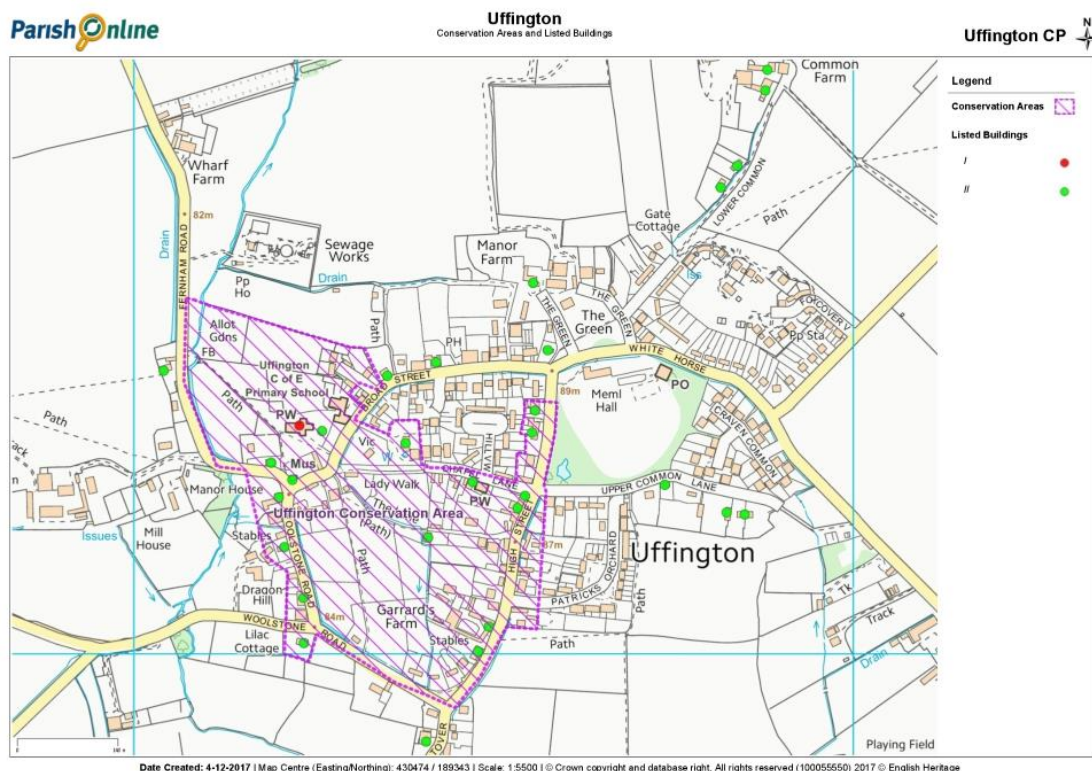 Parish Online
Uffington
Conservation Areas and Listed Buildings
Uffington CP
N
Legend
Conservation Areas
Listed Buildings
I
II
Common
Farm
Wharf
Farm
82m
FERNHAM ROAD
Drain
Sewage
Works
Drain
Pp
Ho
Manor
Farm
Gate
Cottage
LOWER COMMON
Path
Iss
THE GREEN
THE GREEN
The
Green
Pp Sta
Allot
Gdns
FB
Path
PH
Uffington
C of E
Primary School
BROAD STREET
WHITE HORSE
PO
89m
Meml
Hall
Path
PW
Path
Vic
CRAVEN COMMON
Mus
Lady Walk
LANE
PW
UPPER COMMON LANE
Manor House
Uffington Conservation Area
(Path)
Mill
House
Issues
Stables
Path
HIGH STREET
87m
Uffington
PATRICKS ORCHARD
Path
Dragon
Hill
OOLSTONE ROAD
84m
Garrard's
Farm
WOOLSTONE ROAD
Lilac
Cottage
Stables
Path
Tk
Track
Drain
Playing Field
Date Created: 4-12-2017 | Map Centre (Easting/Northing): 430474 / 189343 | Scale: 1:5500 | © Crown copyright and database right. All rights reserved (100055550) 2017 © English Heritage